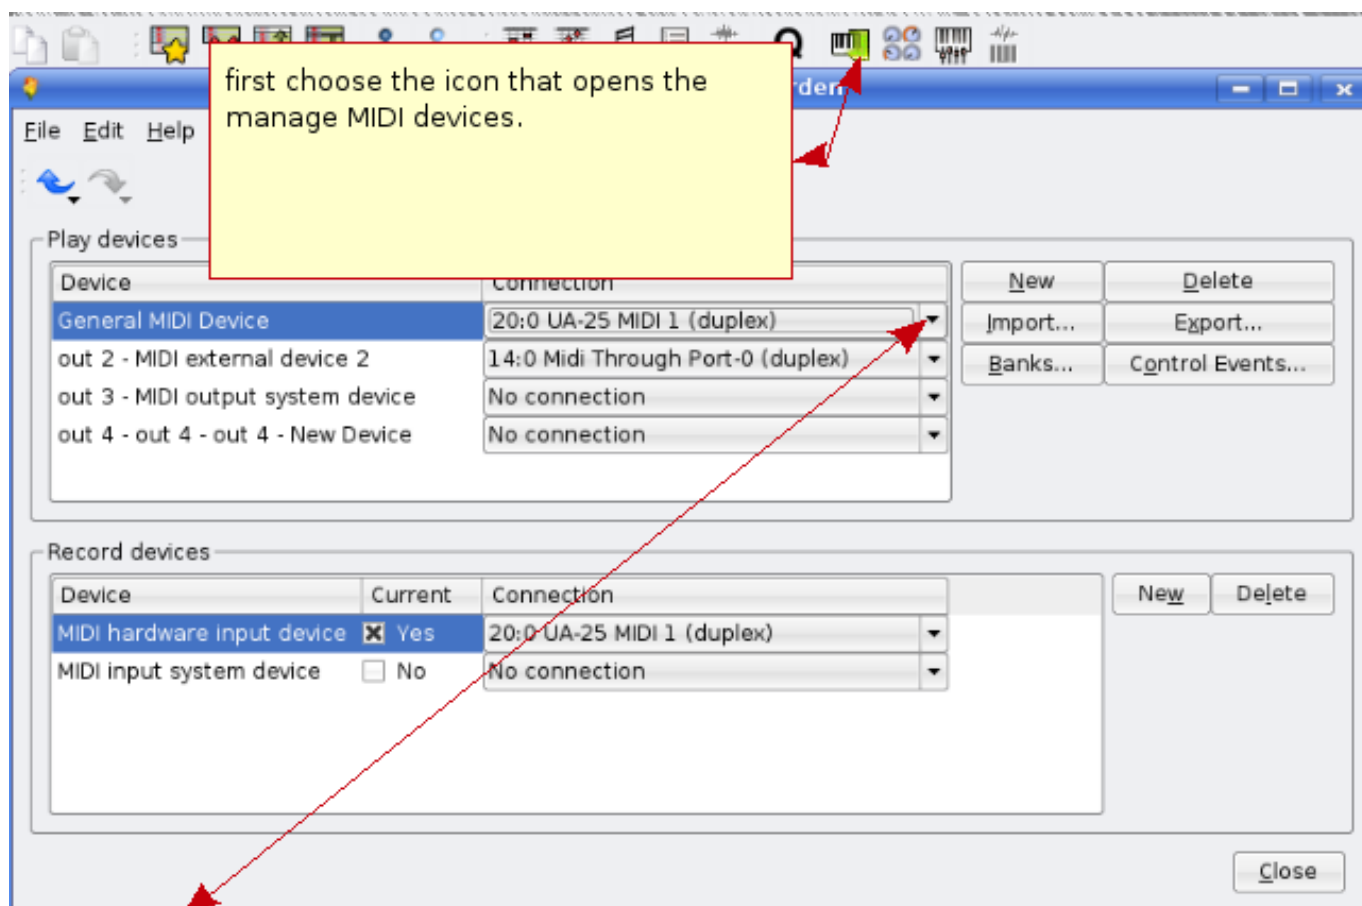 first choose the icon that opens the
manage MIDI devices.
File Edit Help
Play devices
Device Connection New Delete
General MIDI Device 20:0 UA-25 MIDI 1 (duplex) Import... Export...
out 2 - MIDI external device 2 14:0 Midi Through Port-0 (duplex) Banks... Control Events...
out 3 - MIDI output system device No connection
out 4 - out 4 - out 4 - New Device No connection
Record devices
Device Current Connection New Delete
MIDI hardware input device Yes 20:0 UA-25 MIDI 1 (duplex)
MIDI input system device No No connection
Close